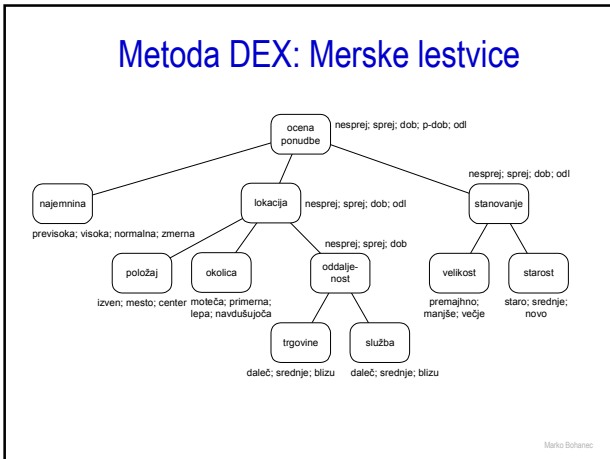 Metoda DEX: Merske lestvice
ocena
ponudbe
nesprej; sprej; dob; p-dob; odl
najemnina
previsoka; visoka; normalna; zmerna
lokacija
nesprej; sprej; dob; odl
nesprej; sprej; dob; odl
stanovanje
položaj
izven; mesto; center
okolica
moteča; primerna;
lepa; navdušujoča
nesprej; sprej; dob
oddalje-
nost
velikost
premajhno;
manjše; večje
starost
staro; srednje;
novo
trgovine
daleč; srednje; blizu
služba
daleč; srednje; blizu
Marko Bohanec